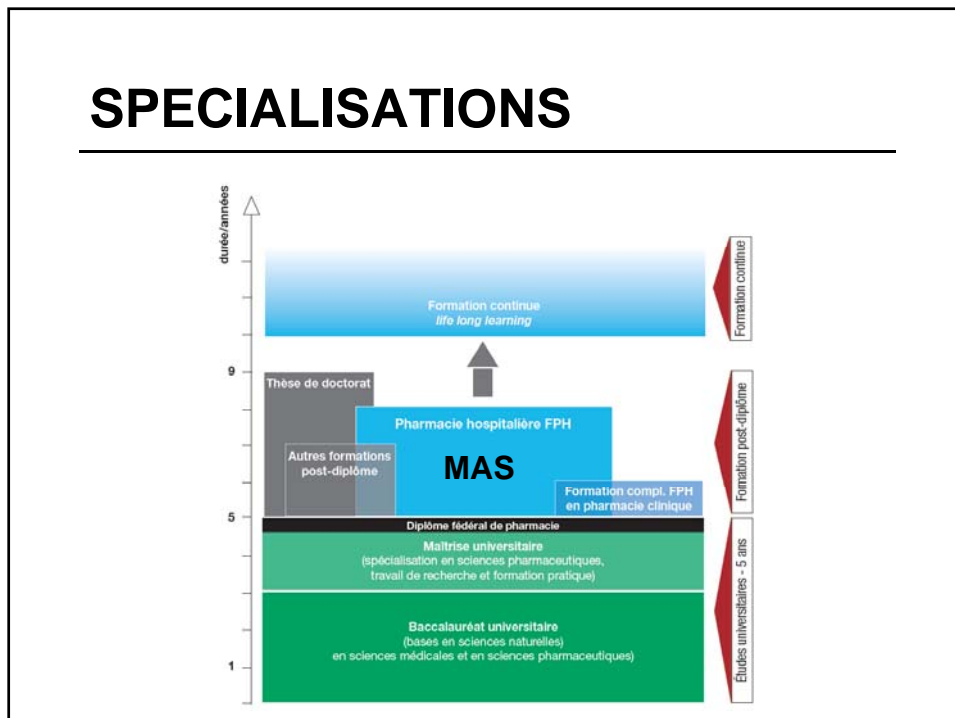 SPECIALISATIONS
durée/années
Formation continue
life long learning
Formation continue
9
Thèse de doctorat
Pharmacie hospitalière FPH
Autres formations
post-diplôme
MAS
Formation compl. FPH
en pharmacie clinique
Formation post-diplôme
5
Diplôme fédéral de pharmacie
Maîtrise universitaire
(spécialisation en sciences pharmaceutiques,
travail de recherche et formation pratique)
Baccalauréat universitaire
(bases en sciences naturelles)
en sciences médicales et en sciences pharmaceutiques)
1
Études universitaires - 5 ans